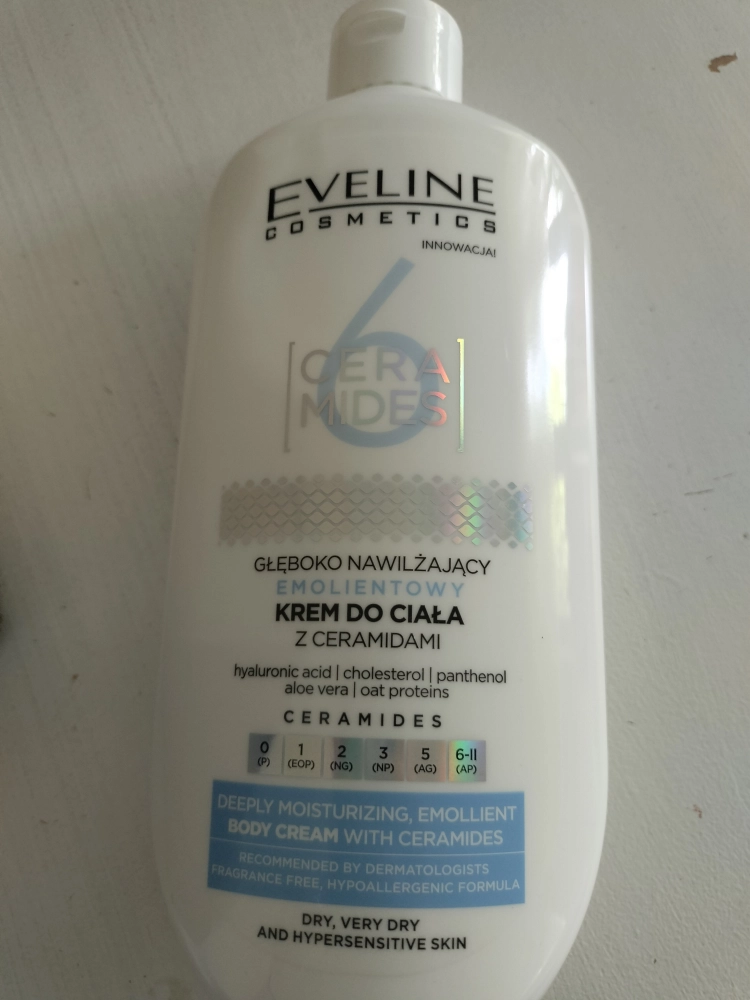 EVELINE
COSMETICS
INNOWACJA!
6
[CERA
MIDES]
GŁĘBOKO NAWILŻAJĄCY
EMOLIENTOWY
KREM DO CIAŁA
Z CERAMIDAMI
hyaluronic acid | cholesterol | panthenol
aloe vera | oat proteins
CERAMIDES
0 1 2 3 5 6-II
(P) (EOP) (NG) (NP) (AG) (AP)
DEEPLY MOISTURIZING, EMOLLIENT
BODY CREAM WITH CERAMIDES
RECOMMENDED BY DERMATOLOGISTS
FRAGRANCE FREE, HYPOALLERGENIC FORMULA
DRY, VERY DRY
AND HYPERSENSITIVE SKIN